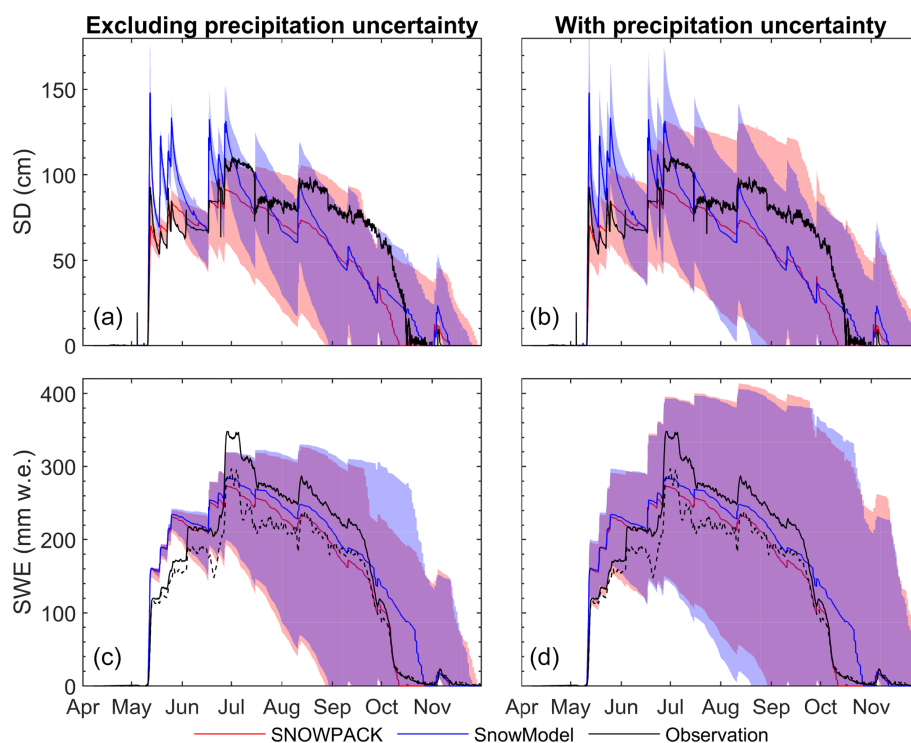 Excluding precipitation uncertainty
With precipitation uncertainty
SD (cm)
150
100
50
0
(a)
(b)
SWE (mm w.e.)
400
300
200
100
0
(c)
(d)
Apr May Jun Jul Aug Sep Oct Nov
Apr May Jun Jul Aug Sep Oct Nov
SNOWPACK SnowModel Observation